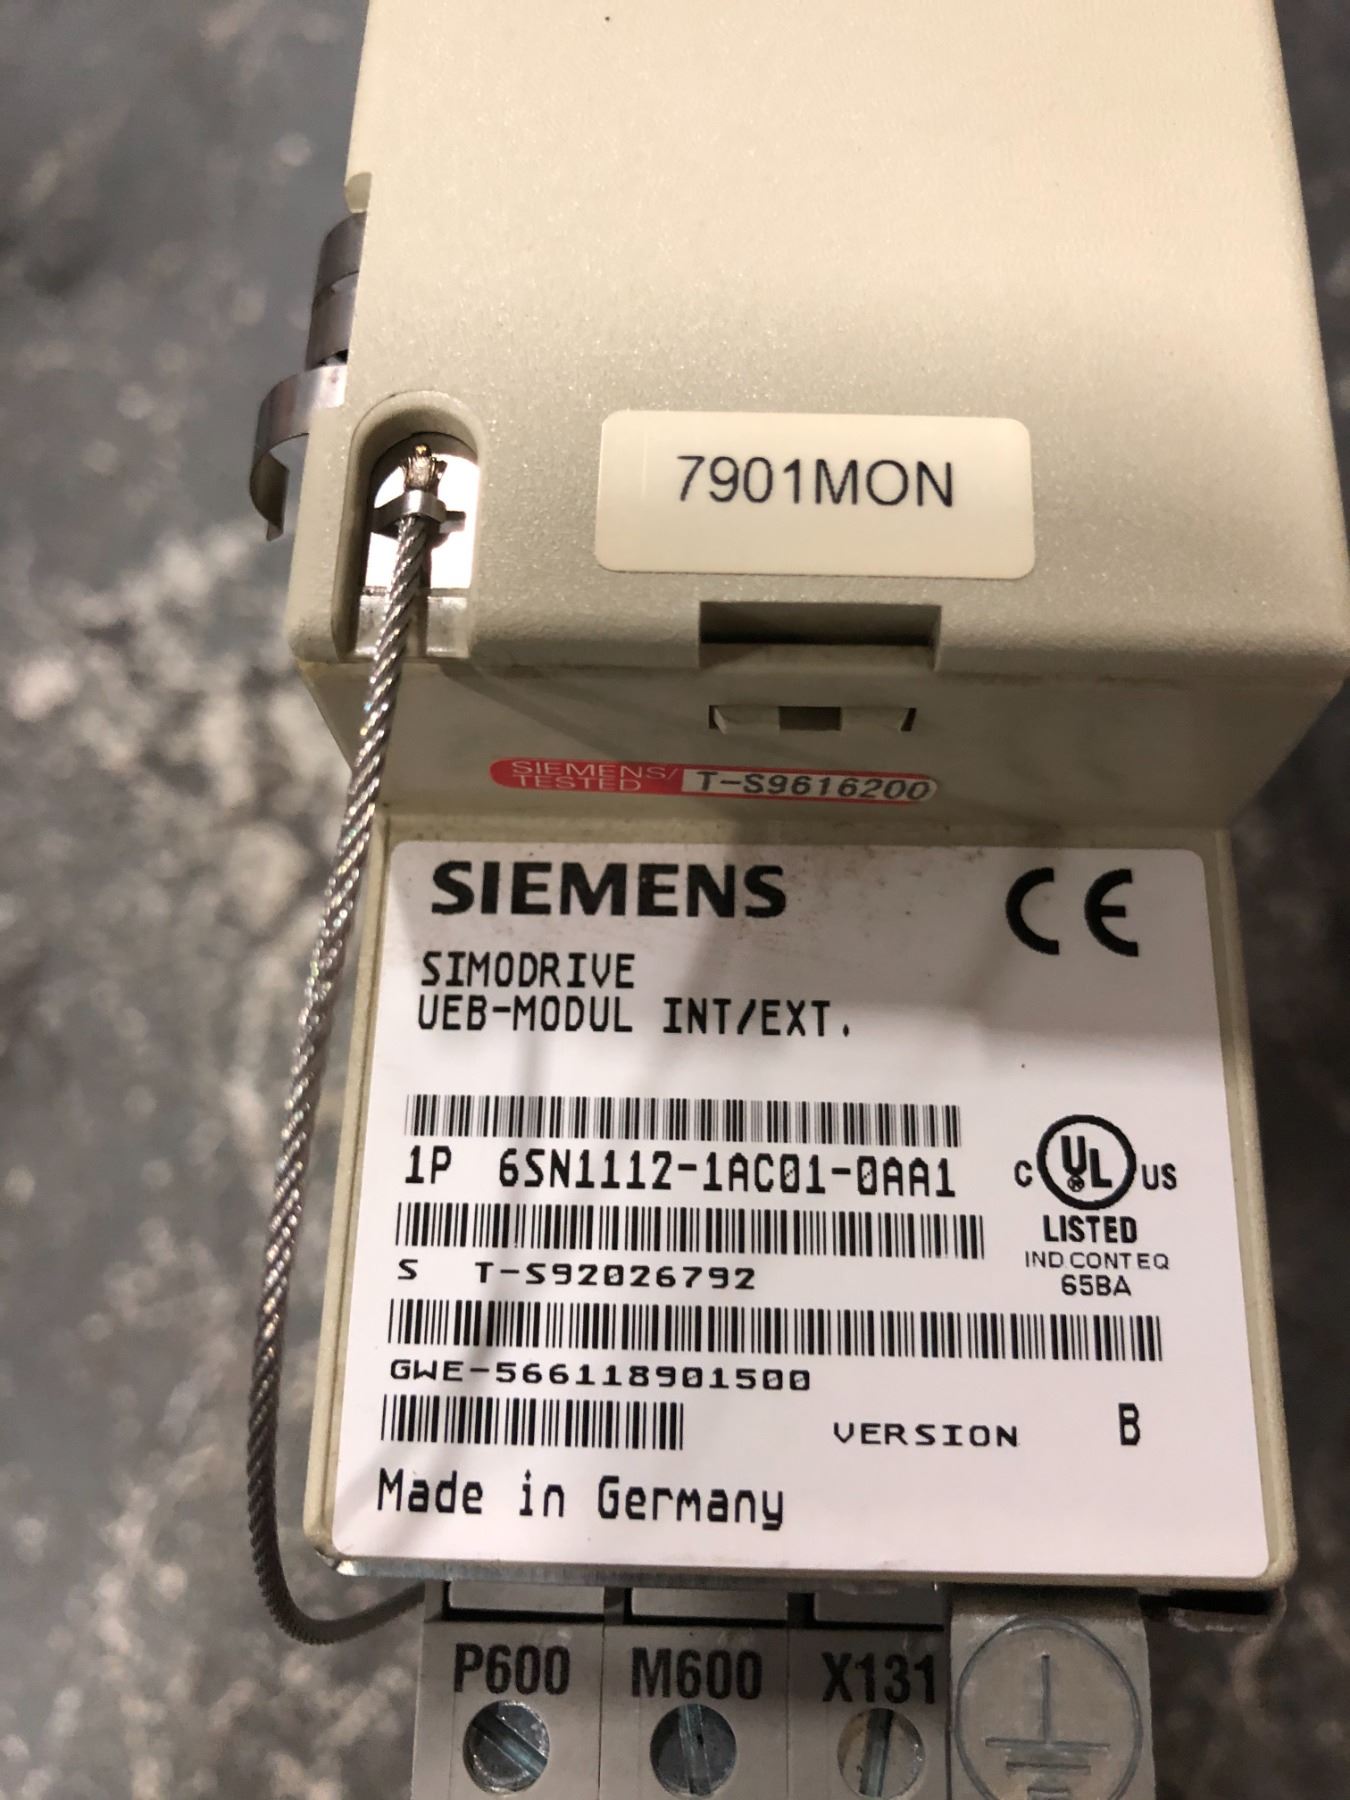 7901MON
SIEMENS/
TESTED
T-S9616200
SIEMENS
CE
SIMODRIVE
UEB-MODUL INT/EXT.
1P 6SN1112-1AC01-0AA1
C UL US
®
LISTED
IND.CONT.EQ
65BA
S T-S92026792
GWE-566118901500
VERSION B
Made in Germany
P600 M600 X131